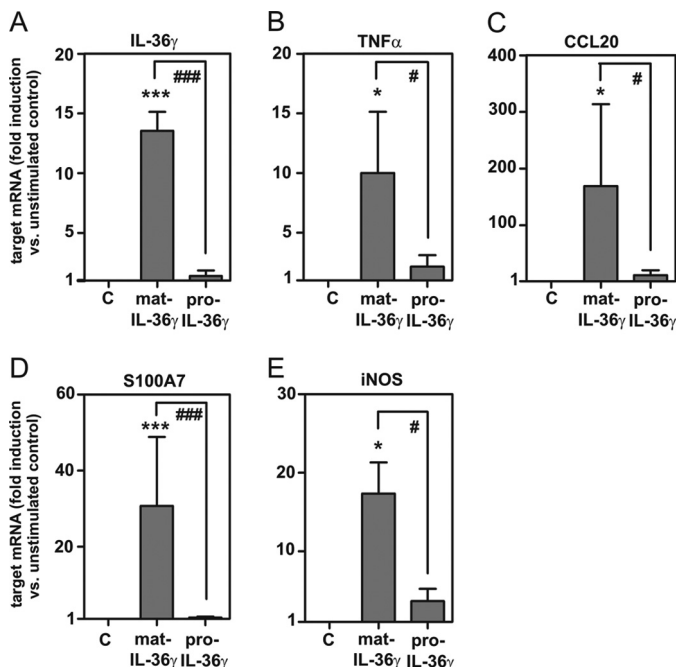 A
IL-36γ
target mRNA (fold induction
vs. unstimulated control)
20
15
10
5
1
###
***
C
mat-
IL-36γ
pro-
IL-36γ
B
TNFα
20
15
10
5
1
#
*
C
mat-
IL-36γ
pro-
IL-36γ
C
CCL20
400
300
200
100
1
#
*
C
mat-
IL-36γ
pro-
IL-36γ
D
S100A7
target mRNA (fold induction
vs. unstimulated control)
60
40
20
1
###
***
C
mat-
IL-36γ
pro-
IL-36γ
E
iNOS
30
20
10
1
#
*
C
mat-
IL-36γ
pro-
IL-36γ